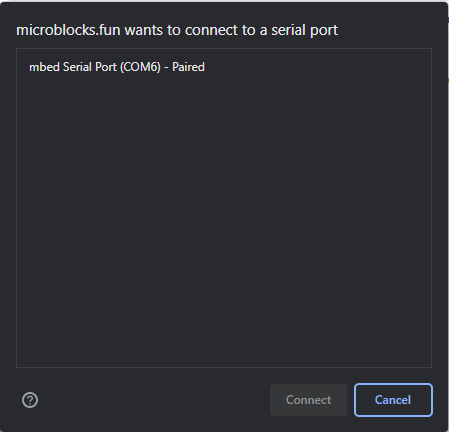 microblocks.fun wants to connect to a serial port
mbed Serial Port (COM6) - Paired
Connect
Cancel